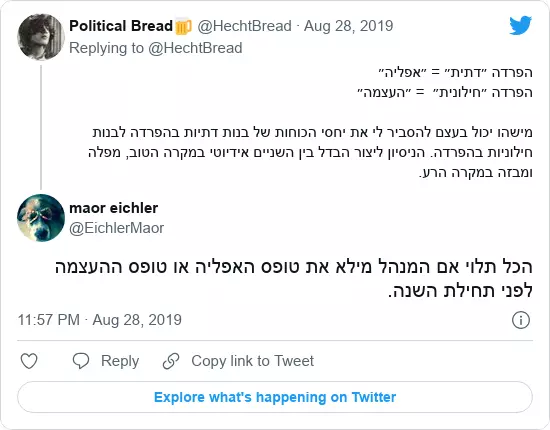 Political Bread🍺 @HechtBread · Aug 28, 2019
Replying to @HechtBread
הפרדה ״דתית״ = ״אפליה״
הפרדה ״חילונית״ = ״העצמה״
מישהו יכול בעצם להסביר לי את יחסי הכוחות של בנות דתיות בהפרדה לבנות
חילוניות בהפרדה. הניסיון ליצור הבדל בין השניים אידיוטי במקרה הטוב, מפלה
ומבזה במקרה הרע.
maor eichler
@EichlerMaor
הכל תלוי אם המנהל מילא את טופס האפליה או טופס ההעצמה
לפני תחילת השנה.
11:57 PM · Aug 28, 2019
Reply
Copy link to Tweet
Explore what's happening on Twitter